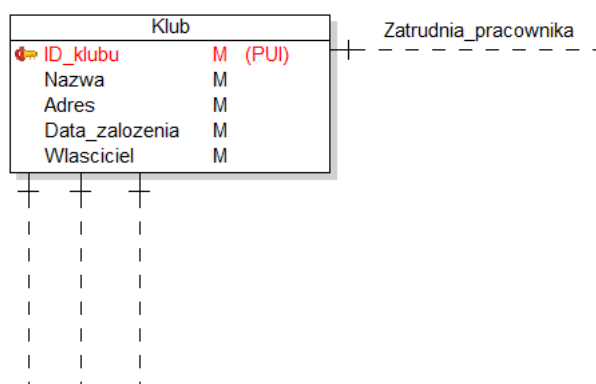 Klub
ID_klubu M (PUI)
Nazwa M
Adres M
Data_zalozenia M
Wlasciciel M
Zatrudnia_pracownika